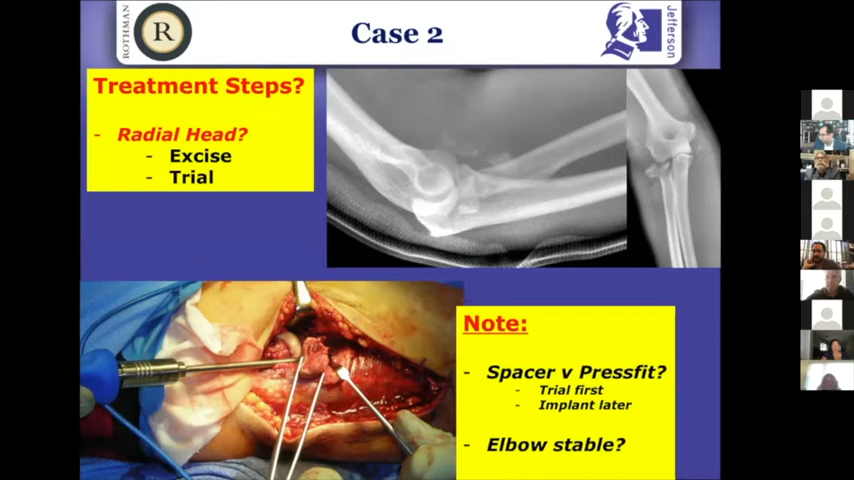 ROTHMAN
R
Case 2
Jefferson
Treatment Steps?
- Radial Head?
- Excise
- Trial
Note:
- Spacer v Pressfit?
- Trial first
- Implant later
- Elbow stable?